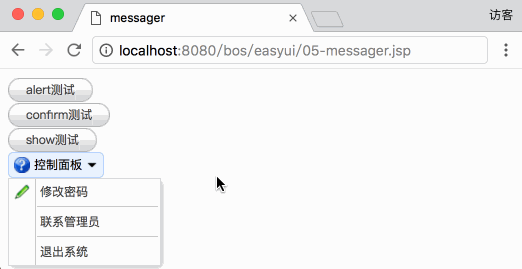 messager
访客
localhost:8080/bos/easyui/05-messager.jsp
alert测试
confirm测试
show测试
控制面板
修改密码
联系管理员
退出系统